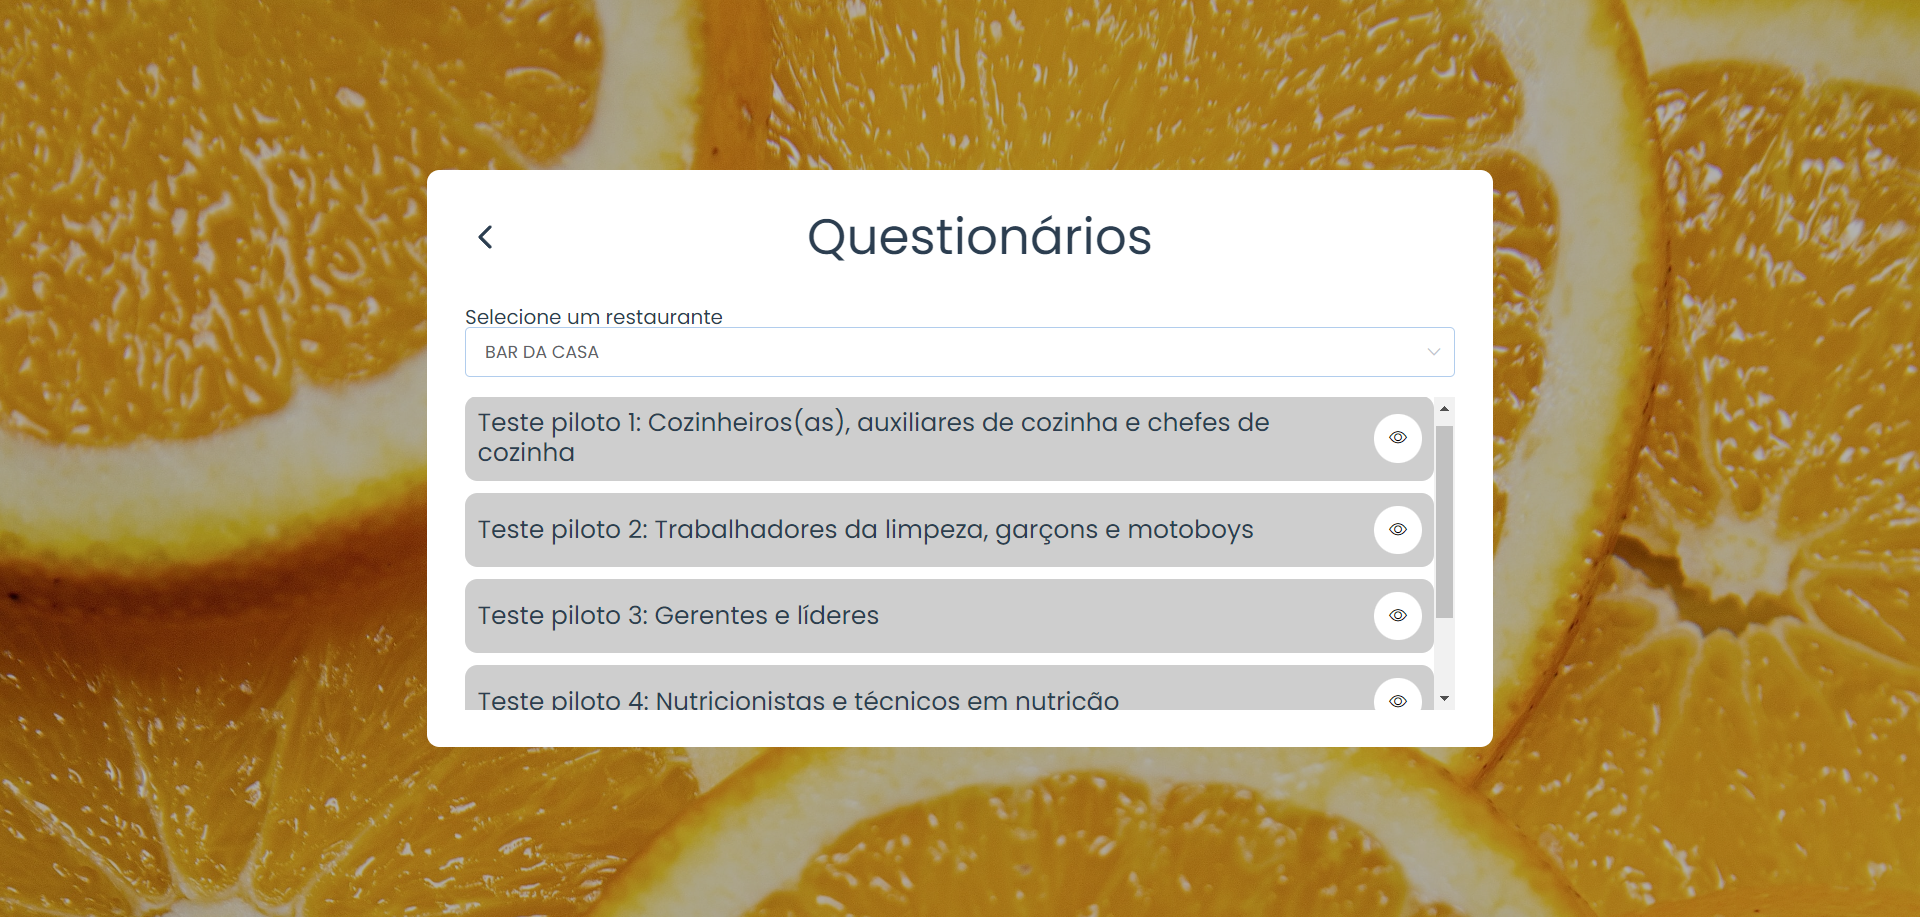 Questionários
Selecione um restaurante
BAR DA CASA
Teste piloto 1: Cozinheiros(as), auxiliares de cozinha e chefes de
cozinha
Teste piloto 2: Trabalhadores da limpeza, garçons e motoboys
Teste piloto 3: Gerentes e líderes
Teste piloto 4: Nutricionistas e técnicos em nutrição